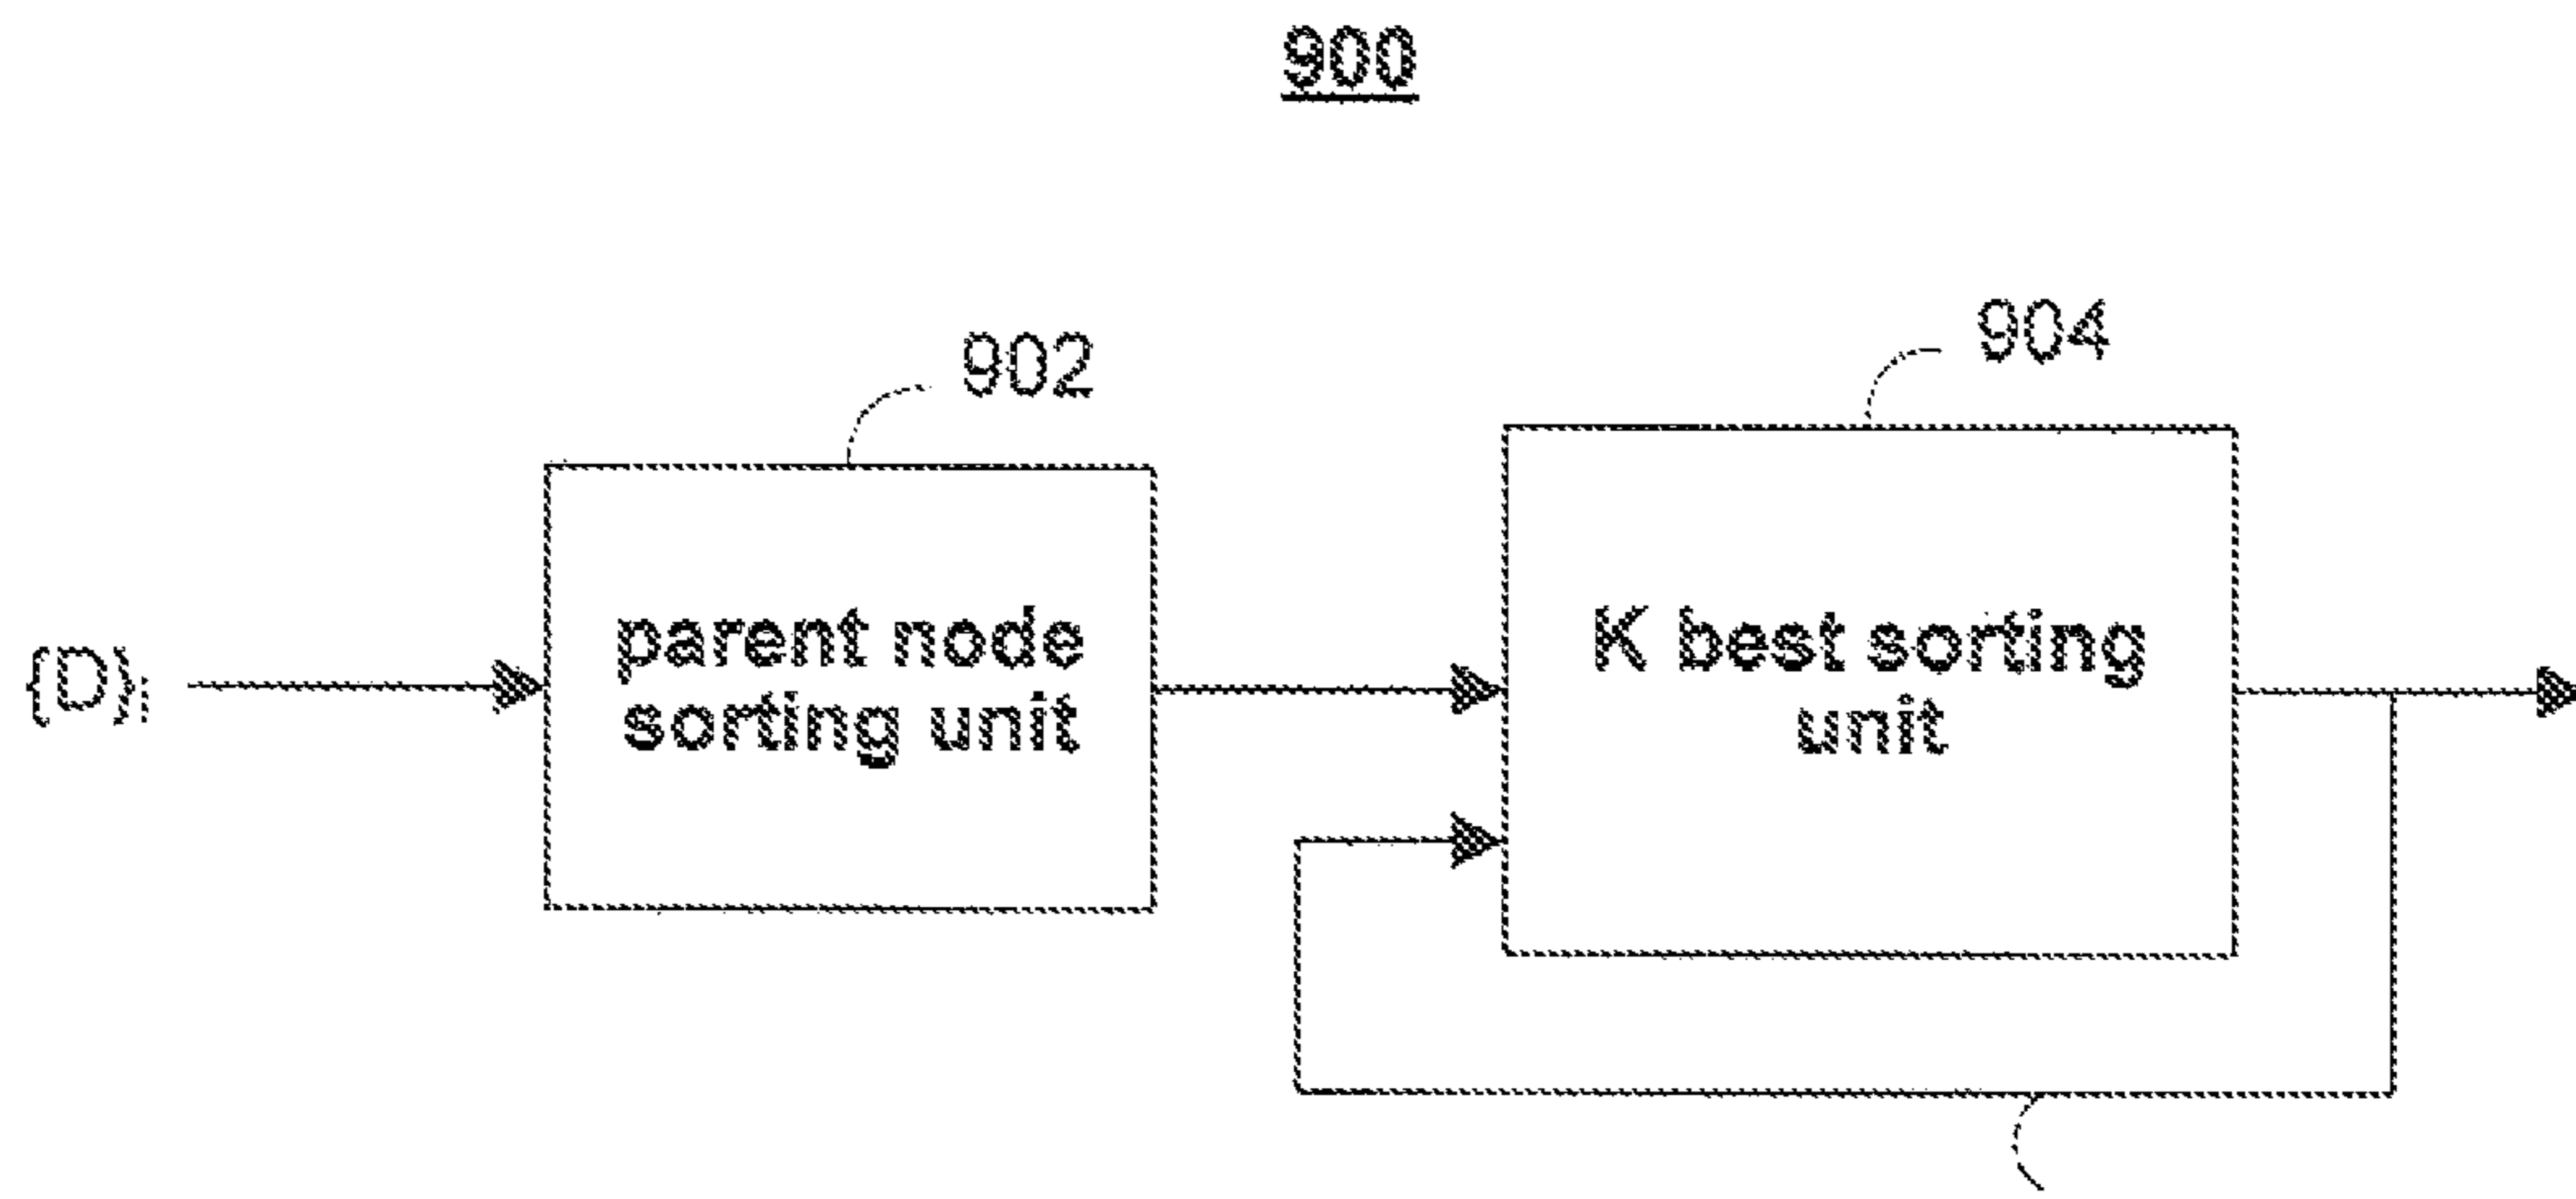 900
902
904
{D}i
parent node
sorting unit
K best sorting
unit